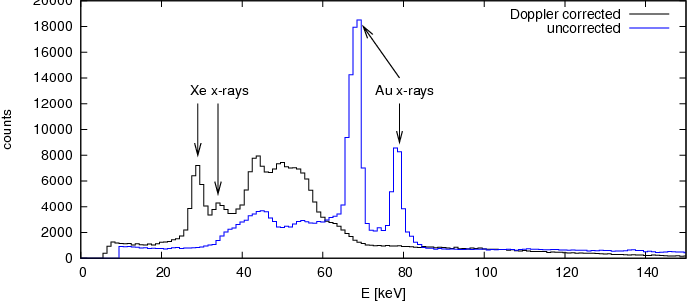 20000
18000
16000
14000
12000
10000
8000
6000
4000
2000
0
counts
Doppler corrected
uncorrected
Xe x-rays
Au x-rays
0 20 40 60 80 100 120 140
E [keV]